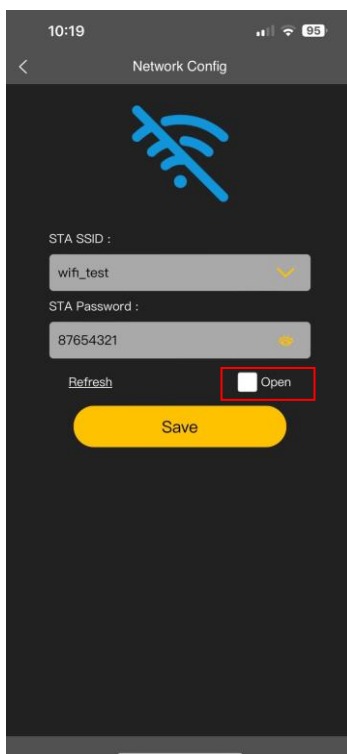 10:19
95
Network Config
STA SSID :
wifi_test
STA Password :
87654321
Refresh
Open
Save